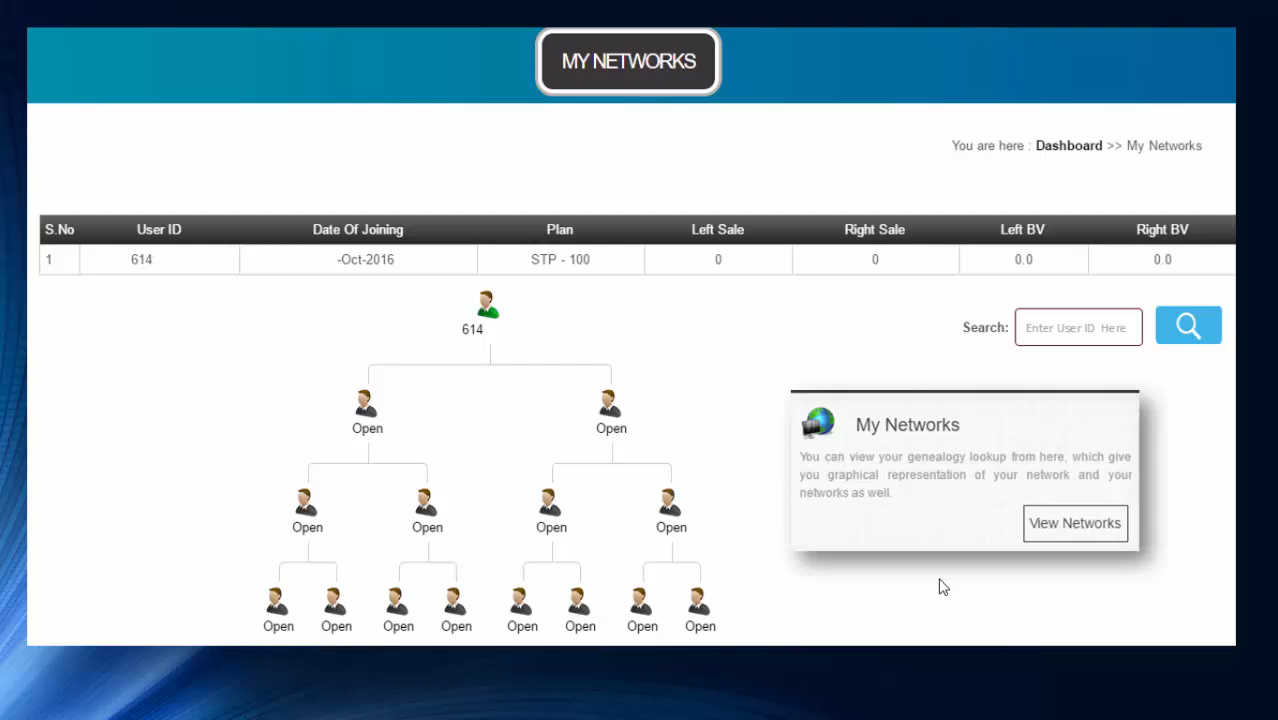 MY NETWORKS
You are here : Dashboard >> My Networks
S.No User ID Date Of Joining Plan Left Sale Right Sale Left BV Right BV
1 614 -Oct-2016 STP - 100 0 0 0.0 0.0
614
Search: Enter User ID Here
Open Open
My Networks
You can view your genealogy lookup from here, which give
you graphical representation of your network and your
networks as well.
View Networks
Open Open Open Open
Open Open Open Open Open Open Open Open